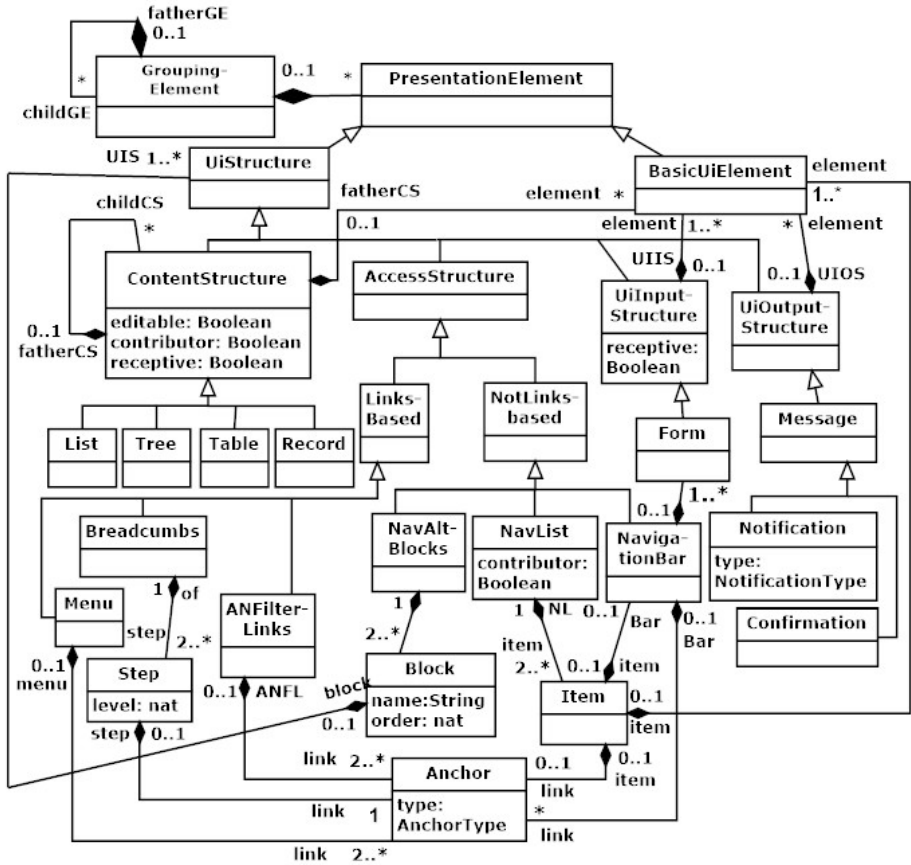 fatherGE
0..1
Grouping-
Element
0..1
*
PresentationElement
*
childGE
UIS 1..*
UiStructure
BasicUiElement
element
fatherCS
element *
1..*
childCS
0..1
element
1..*
*
element
*
ContentStructure
AccessStructure
UIIS
0..1
0..1
UIOS
UiInput-
Structure
UiOutput-
Structure
editable: Boolean
contributor: Boolean
receptive: Boolean
0..1
fatherCS
receptive:
Boolean
Links-
Based
NotLinks-
based
Form
Message
List
Tree
Table
Record
1..*
0..1
Breadcumbs
NavAlt-
Blocks
NavList
contributor:
Boolean
Naviga-
tionBar
Notification
type:
NotificationType
1
of
Menu
step
2..*
ANFilter-
Links
1
2..*
1
NL
0..1
Bar
0..1
Bar
Confirmation
0..1
menu
Step
level: nat
0..1
ANFL
block
0..1
Block
name:String
order: nat
item
2..*
0..1
item
Item
0..1
item
step
0..1
link
2..*
Anchor
type:
AnchorType
0..1
link
0..1
item
link
1
*
link
link
2..*